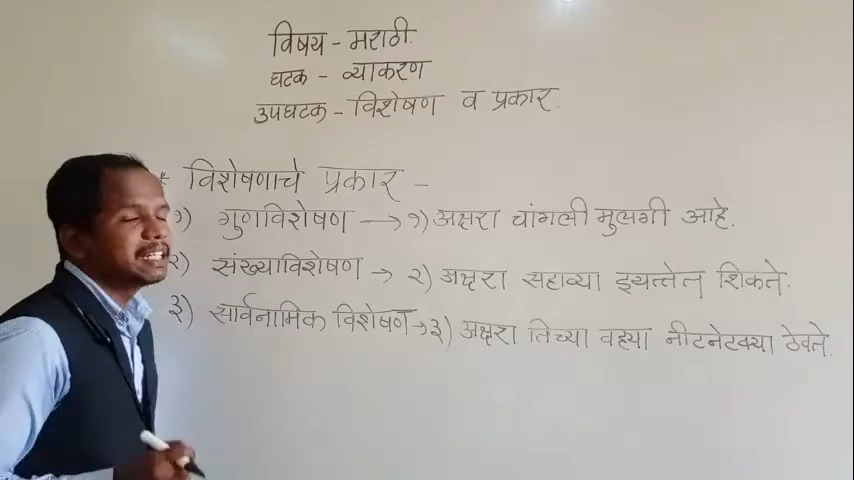 विषय - मराठी.
घटक - व्याकरण
उपघटक - विशेषण व प्रकार.
* विशेषणाचे प्रकार -
१) गुणविशेषण → १) अक्षरा चांगली मुलगी आहे.
२) संख्याविशेषण → २) अक्षरा सहाव्या इयत्तेत शिकते.
३) सार्वनामिक विशेषण → ३) अक्षरा तिच्या वह्या नीटनेटक्या ठेवते.